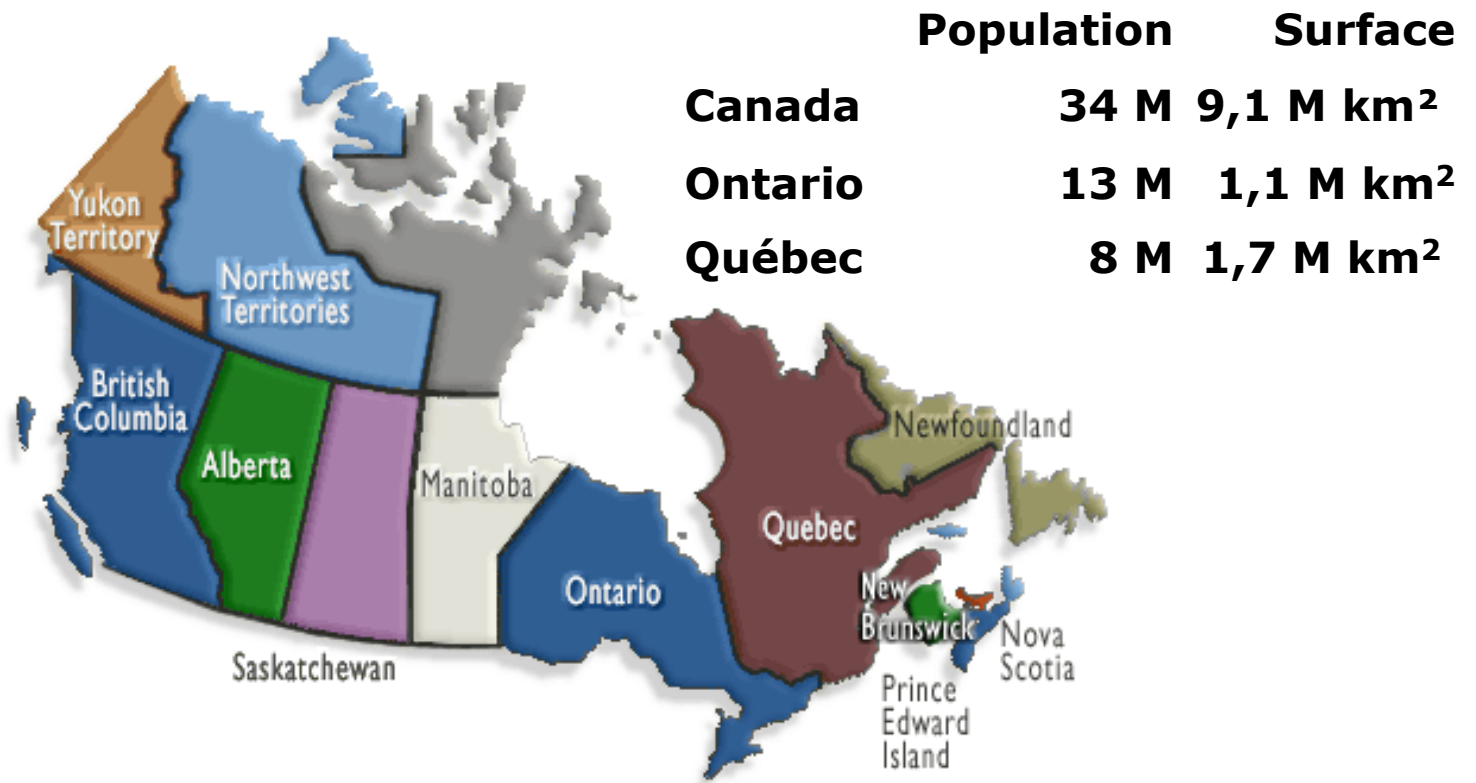 Population Surface
Canada 34 M 9,1 M km²
Ontario 13 M 1,1 M km²
Québec 8 M 1,7 M km²
Yukon
Territory
Northwest
Territories
British
Columbia
Alberta
Saskatchewan
Manitoba
Ontario
Quebec
Newfoundland
New
Brunswick
Nova
Scotia
Prince
Edward
Island